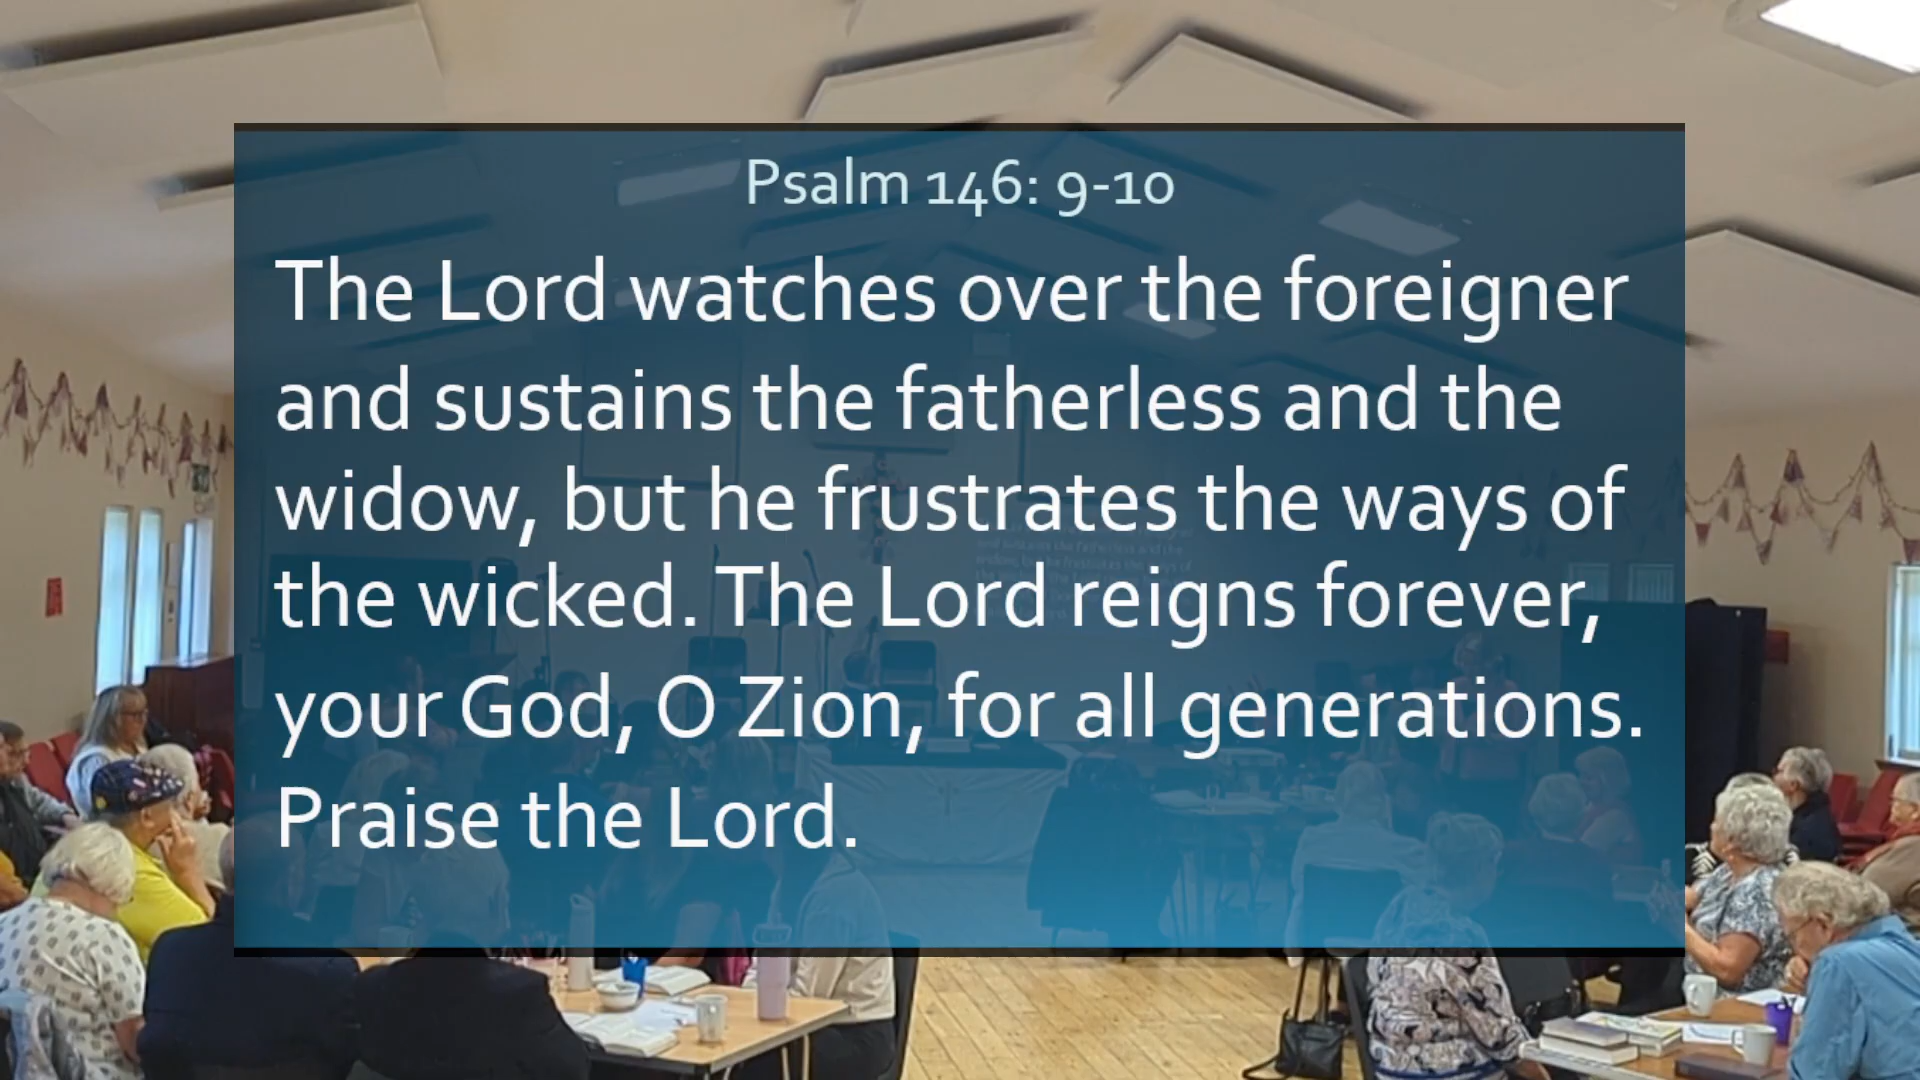 Psalm 146: 9-10
The Lord watches over the foreigner
and sustains the fatherless and the
widow, but he frustrates the ways of
the wicked. The Lord reigns forever,
your God, O Zion, for all generations.
Praise the Lord.